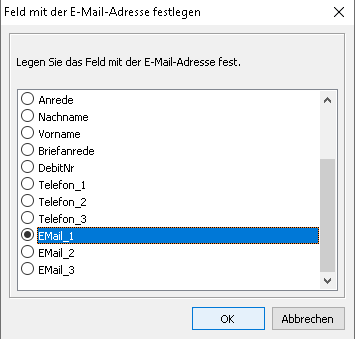 Feld mit der E-Mail-Adresse festlegen
Legen Sie das Feld mit der E-Mail-Adresse fest.
Anrede
Nachname
Vorname
Briefanrede
DebitNr
Telefon_1
Telefon_2
Telefon_3
EMail_1
EMail_2
EMail_3
OK
Abbrechen